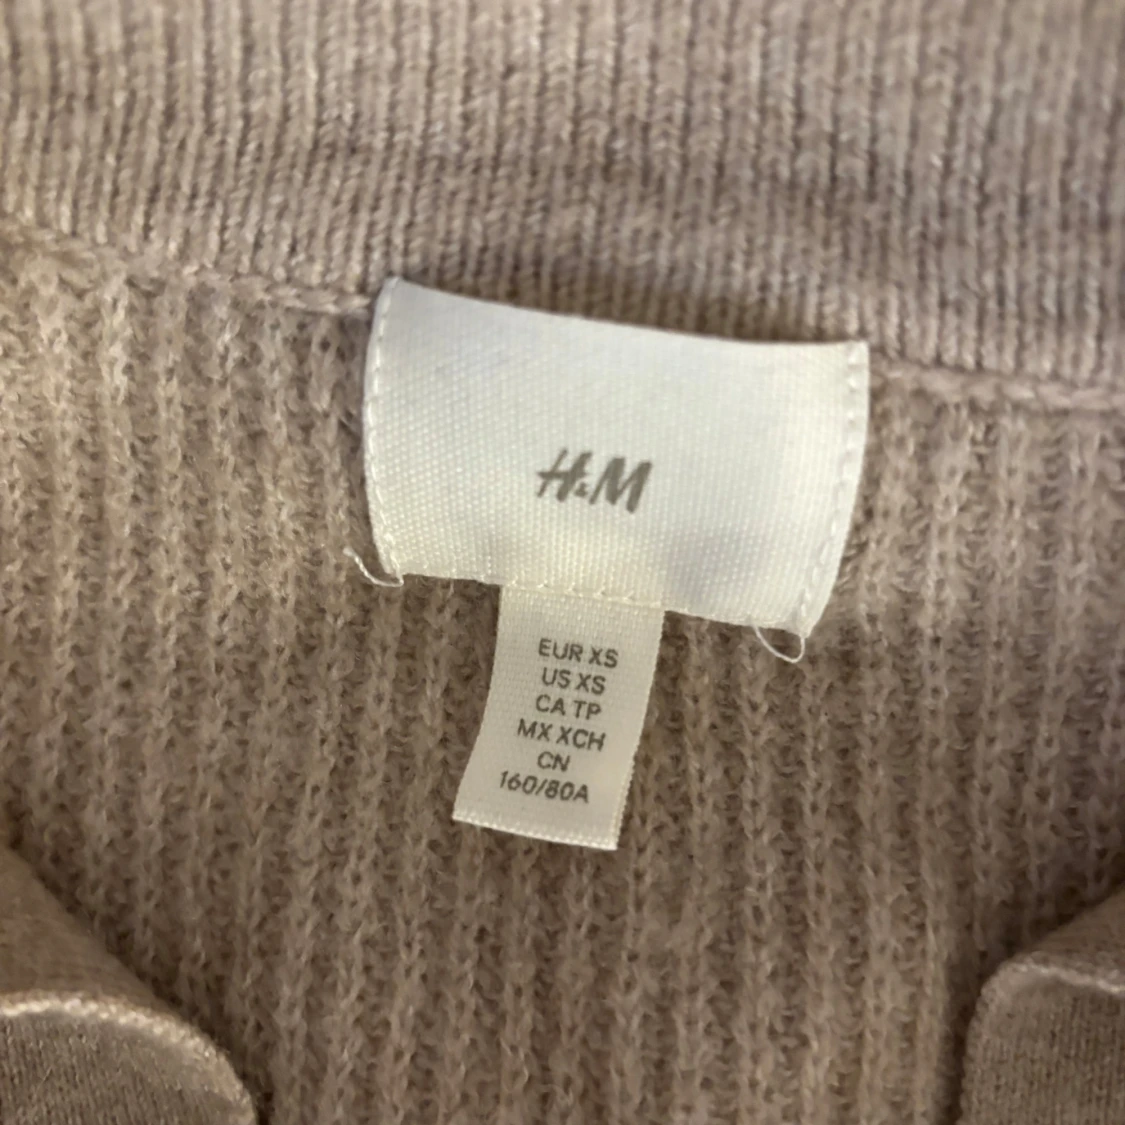 H&M
EUR XS
US XS
CA TP
MX XCH
CN
160/80A